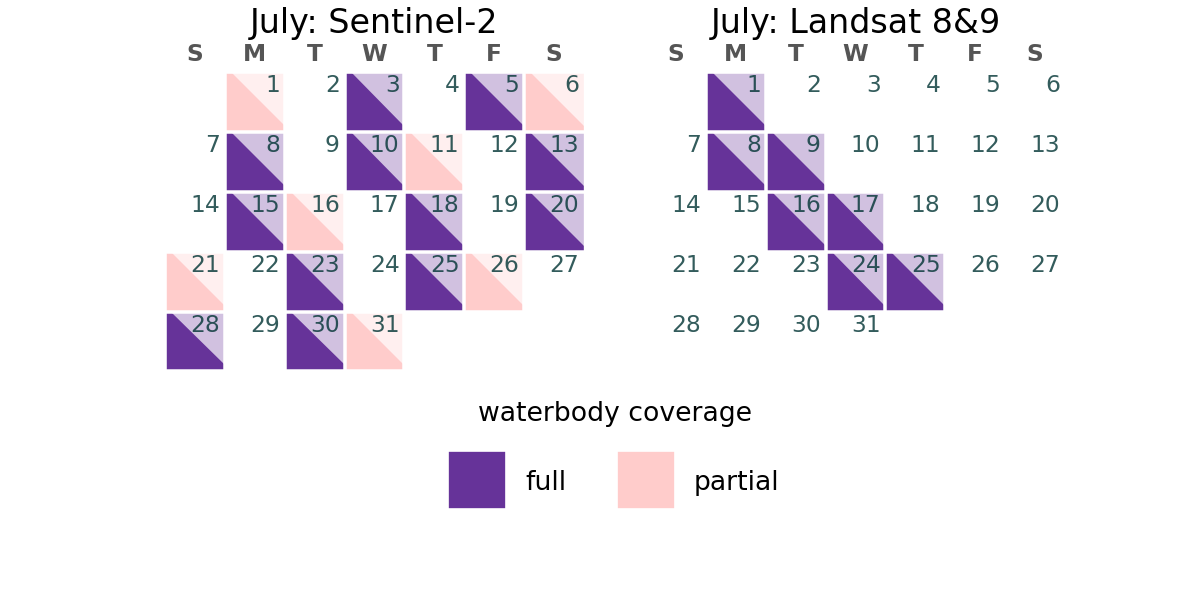 July: Sentinel-2
S M T W T F S
1 2 3 4 5 6
7 8 9 10 11 12 13
14 15 16 17 18 19 20
21 22 23 24 25 26 27
28 29 30 31
July: Landsat 8&9
S M T W T F S
1 2 3 4 5 6
7 8 9 10 11 12 13
14 15 16 17 18 19 20
21 22 23 24 25 26 27
28 29 30 31
waterbody coverage
full partial